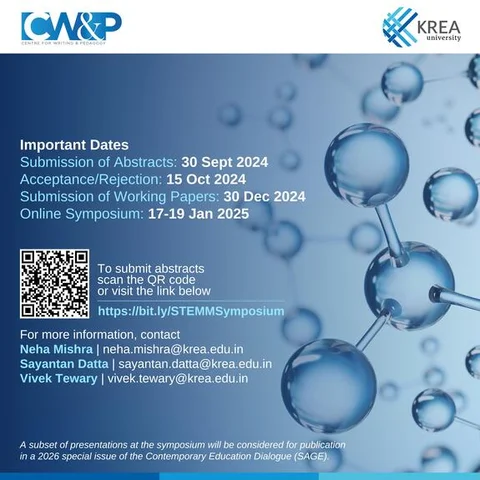 CW&P
CENTRE FOR WRITING & PEDAGOGY
KREA
university
Important Dates
Submission of Abstracts: 30 Sept 2024
Acceptance/Rejection: 15 Oct 2024
Submission of Working Papers: 30 Dec 2024
Online Symposium: 17-19 Jan 2025
To submit abstracts
scan the QR code
or visit the link below
https://bit.ly/STEMMSymposium
For more information, contact
Neha Mishra | neha.mishra@krea.edu.in
Sayantan Datta | sayantan.datta@krea.edu.in
Vivek Tewary | vivek.tewary@krea.edu.in
A subset of presentations at the symposium will be considered for publication
in a 2026 special issue of the Contemporary Education Dialogue (SAGE).